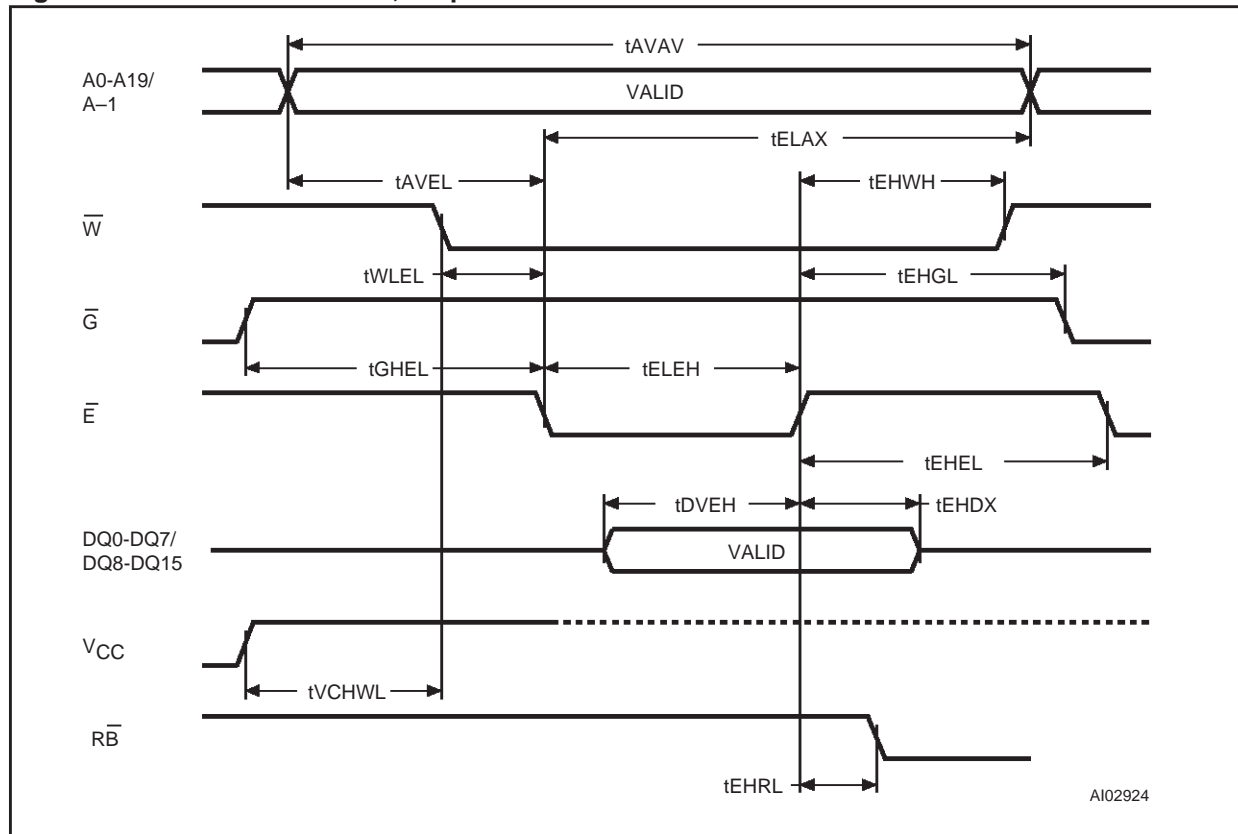 tAVAV
A0-A19/
A–1
VALID
tELAX
tAVEL
tEHWH
W̅
tWLEL
tEHGL
G̅
tGHEL
tELEH
E̅
tEHEL
tDVEH
tEHDX
DQ0-DQ7/
DQ8-DQ15
VALID
VCC
tVCHWL
RB̅
tEHRL
AI02924